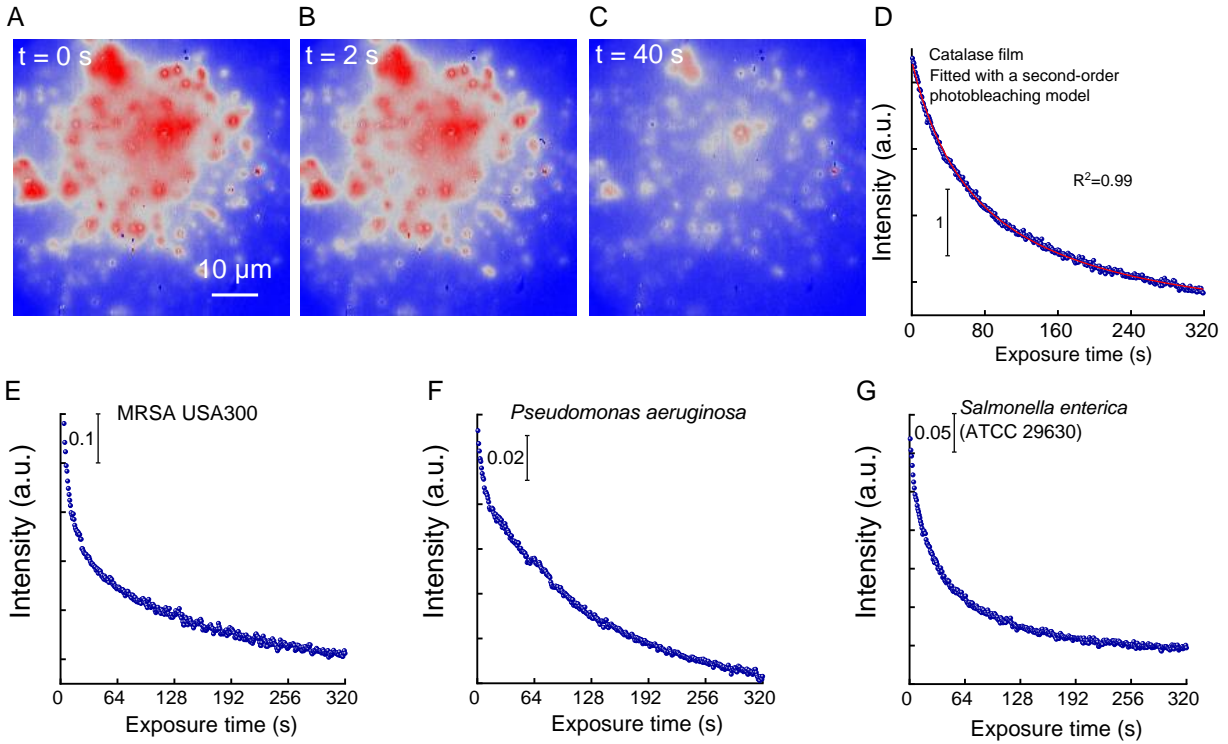 A
t = 0 s
10 μm
B
t = 2 s
C
t = 40 s
D
Catalase film
Fitted with a second-order
photobleaching model
R²=0.99
1
Intensity (a.u.)
0 80 160 240 320
Exposure time (s)
E
MRSA USA300
0.1
Intensity (a.u.)
0 64 128 192 256 320
Exposure time (s)
F
Pseudomonas aeruginosa
0.02
Intensity (a.u.)
0 64 128 192 256 320
Exposure time (s)
G
Salmonella enterica
(ATCC 29630)
0.05
Intensity (a.u.)
0 64 128 192 256 320
Exposure time (s)